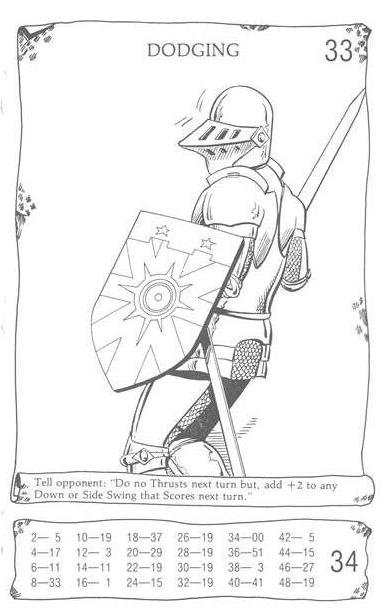 DODGING 33
Tell opponent: "Do no Thrusts next turn but, add +2 to any
Down or Side Swing that Scores next turn."
2— 5 10—19 18—37 26—19 34—00 42— 5
4—17 12— 3 20—29 28—19 36—51 44—15
6—11 14—11 22—19 30—19 38— 3 46—27
8—33 16— 1 24—15 32—19 40—41 48—19
34